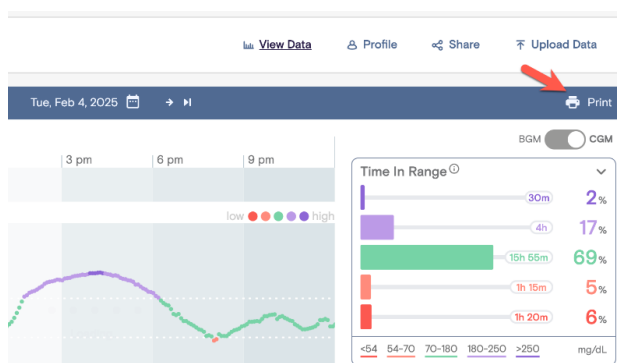 View Data Profile Share Upload Data
Tue, Feb 4, 2025 Print
BGM CGM
3 pm 6 pm 9 pm
Time In Range
30m 2%
4h 17%
low high
15h 55m 69%
1h 15m 5%
1h 20m 6%
<54 54-70 70-180 180-250 >250 mg/dL